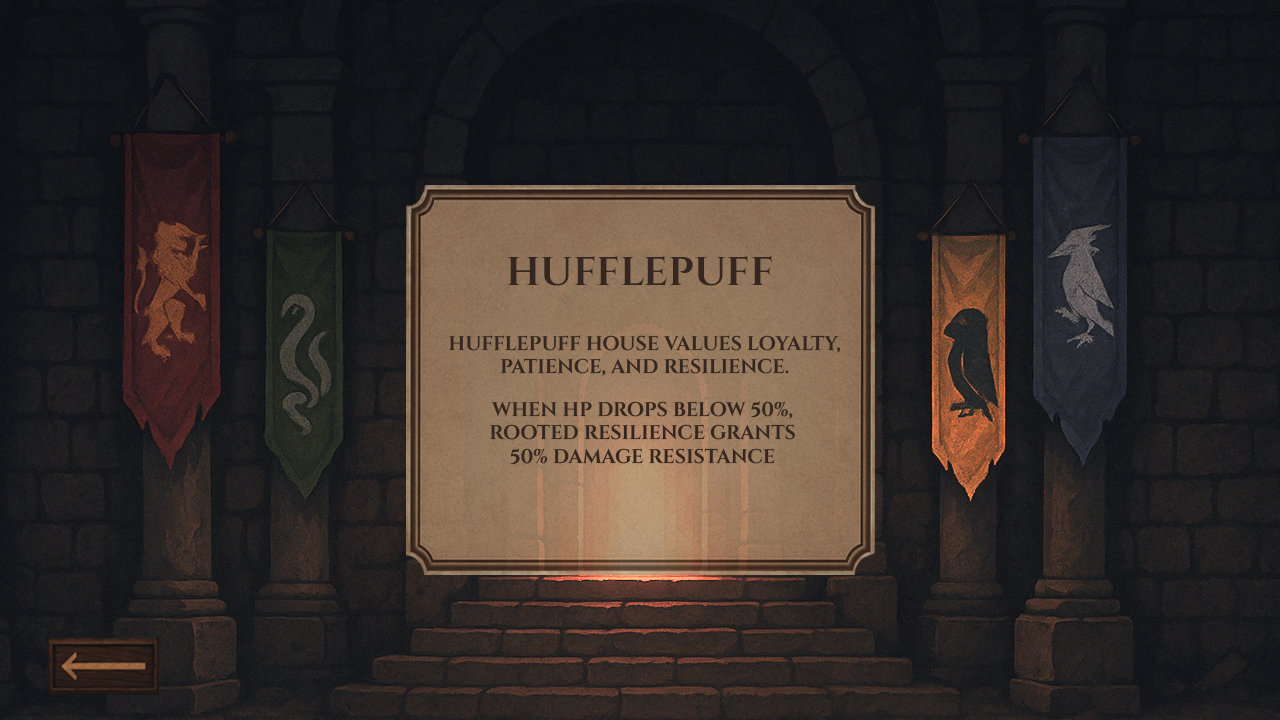 HUFFLEPUFF
HUFFLEPUFF HOUSE VALUES LOYALTY,
PATIENCE, AND RESILIENCE.
WHEN HP DROPS BELOW 50%,
ROOTED RESILIENCE GRANTS
50% DAMAGE RESISTANCE